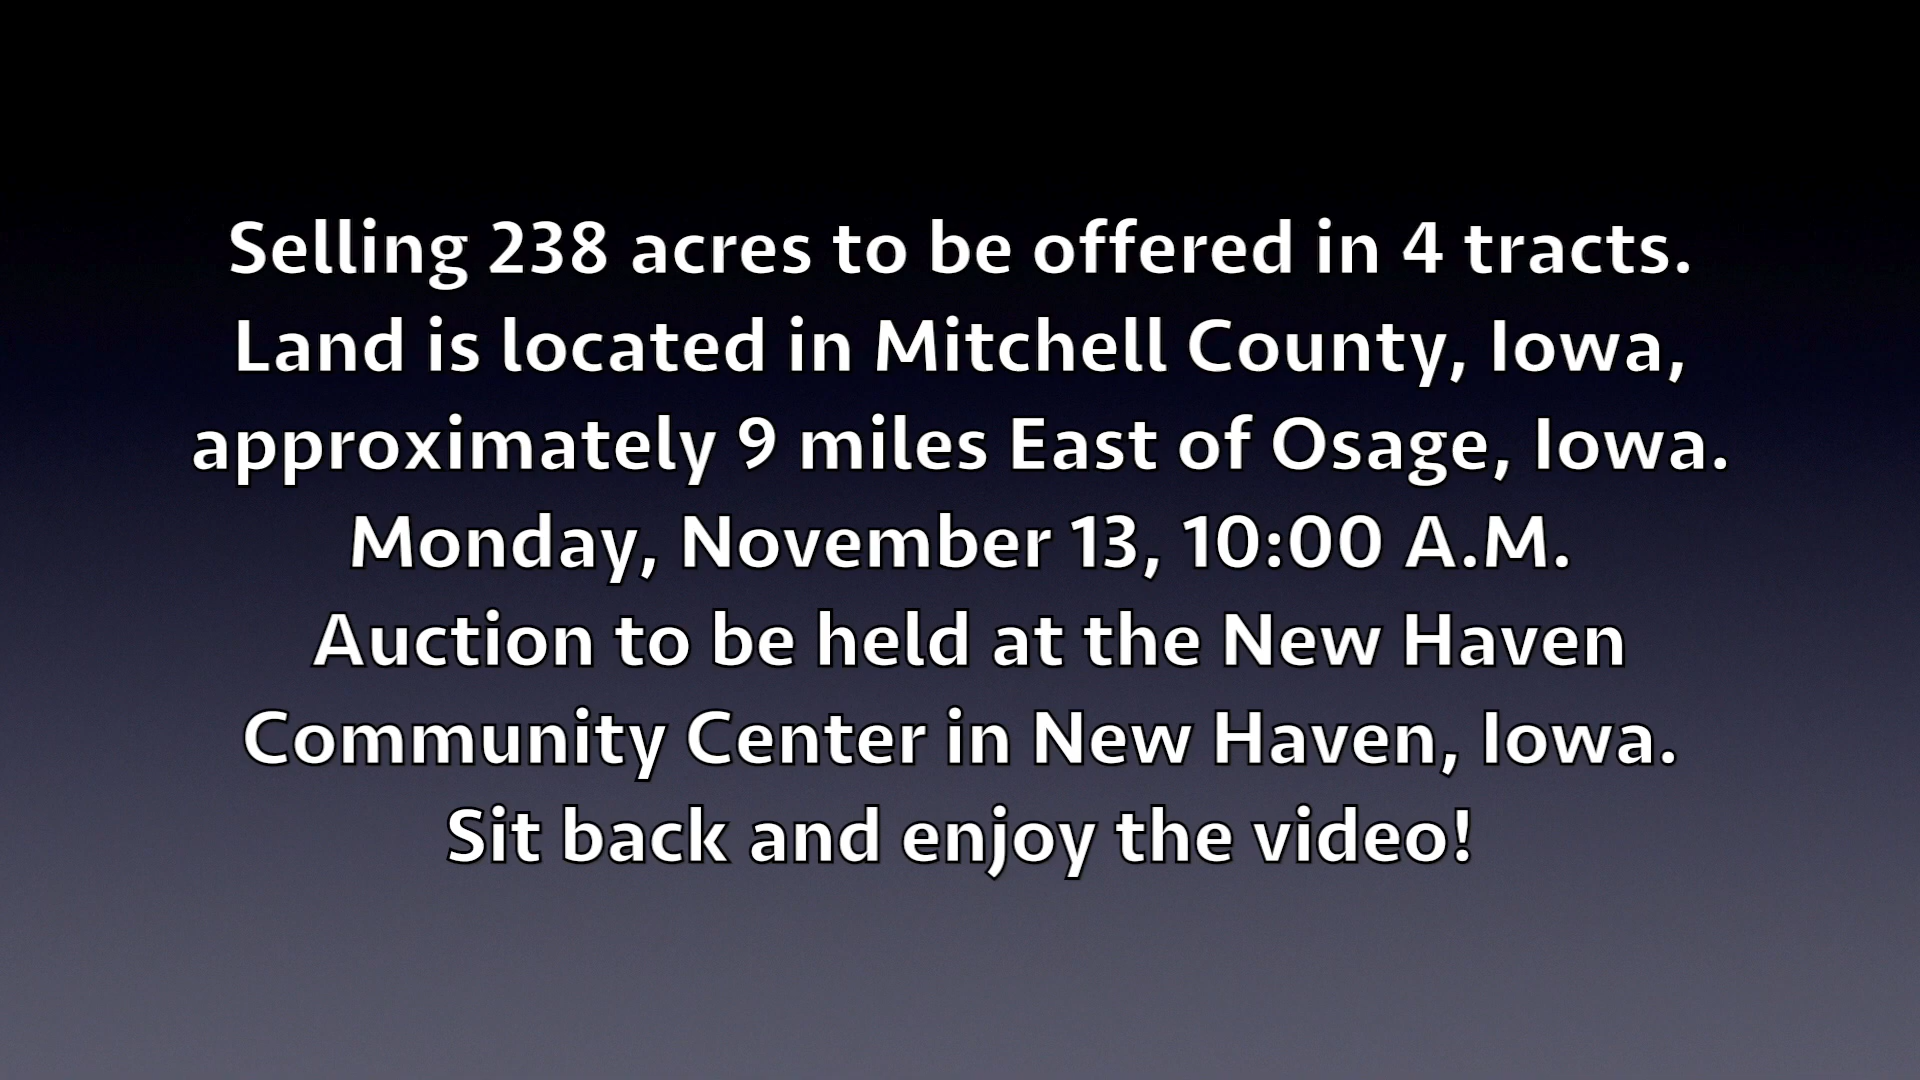 Selling 238 acres to be offered in 4 tracts.
Land is located in Mitchell County, Iowa,
approximately 9 miles East of Osage, Iowa.
Monday, November 13, 10:00 A.M.
Auction to be held at the New Haven
Community Center in New Haven, Iowa.
Sit back and enjoy the video!